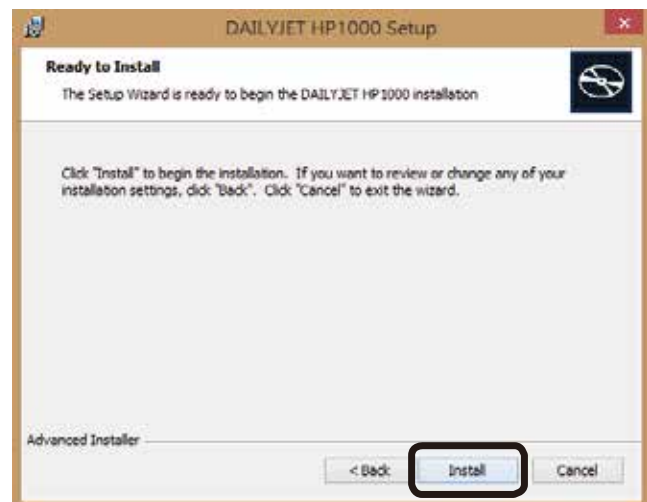 DAILYJET HP1000 Setup
Ready to Install
The Setup Wizard is ready to begin the DAILYJET HP1000 installation
Click "Install" to begin the installation. If you want to review or change any of your
installation settings, click "Back". Click "Cancel" to exit the wizard.
Advanced Installer
< Back Install Cancel